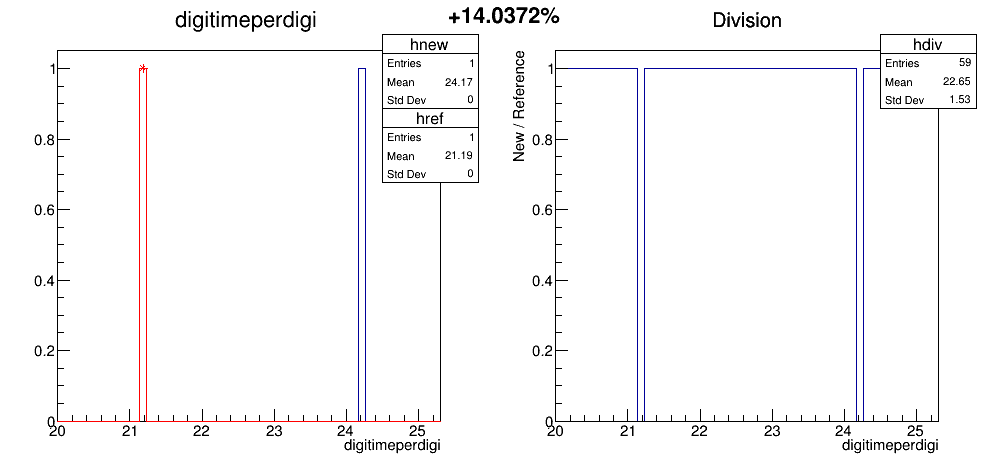 +14.0372%
digitimeperdigi
hnew
Entries 1
Mean 24.17
Std Dev 0
href
Entries 1
Mean 21.19
Std Dev 0
1
0.8
0.6
0.4
0.2
0
20 21 22 23 24 25
digitimeperdigi
Division
hdiv
Entries 59
Mean 22.65
Std Dev 1.53
New / Reference
1
0.8
0.6
0.4
0.2
0
20 21 22 23 24 25
digitimeperdigi